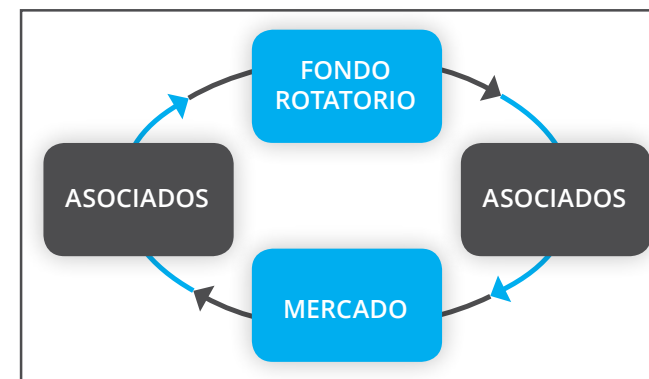 FONDO
ROTATORIO
ASOCIADOS
ASOCIADOS
MERCADO